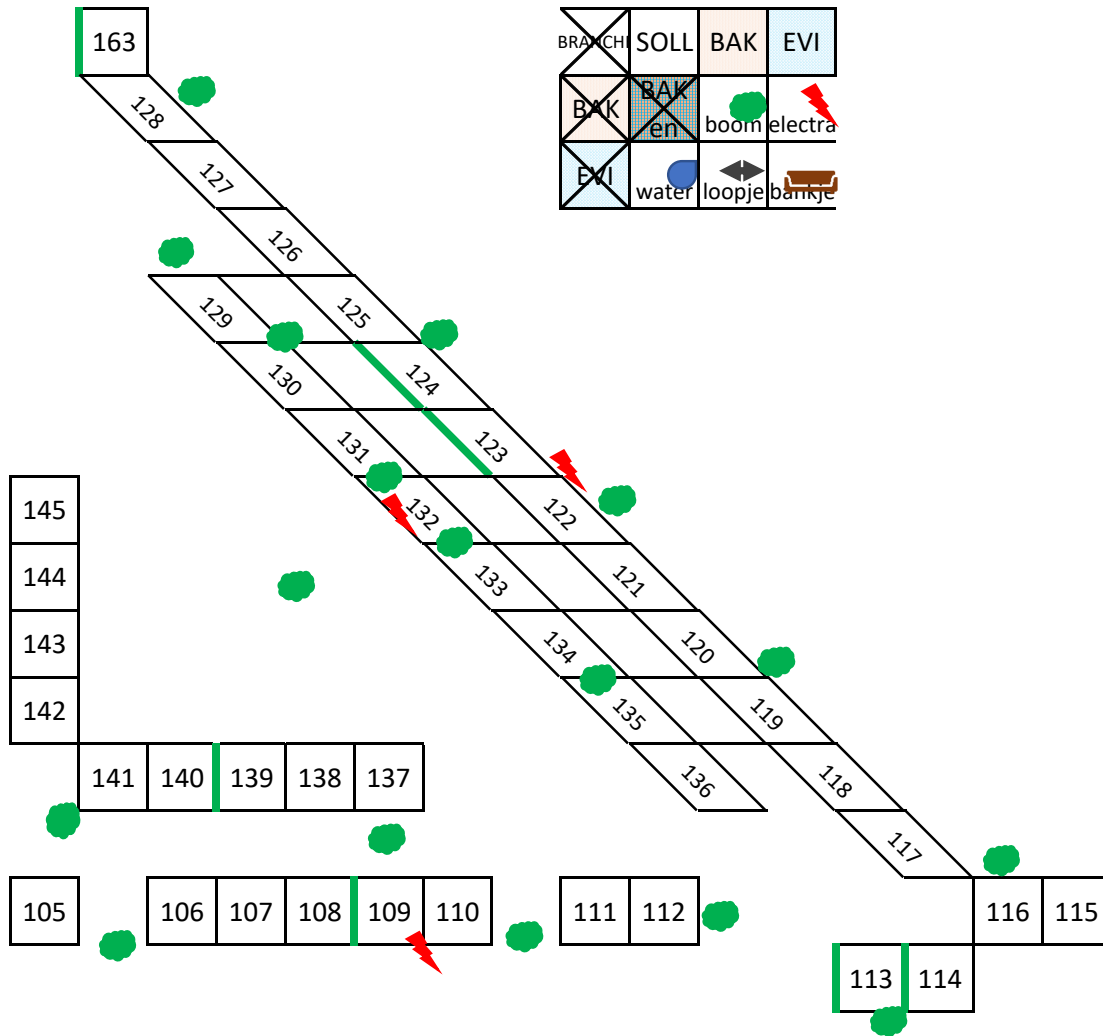 163
BRANCHE SOLL BAK EVI
128
BAK BAK en boom electra
127
EVI water loopje bankje
126
129 125
130 124
131 123
145 132 122
144 133 121
143 134 120
142 135 119
141 140 139 138 137 136 118
117
105 106 107 108 109 110 111 112 116 115
113 114